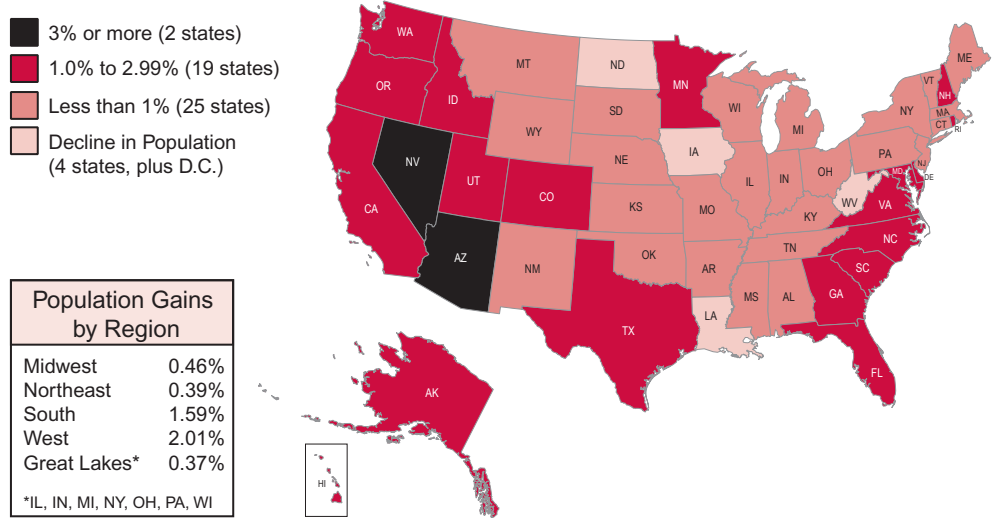 3% or more (2 states)
1.0% to 2.99% (19 states)
Less than 1% (25 states)
Decline in Population
(4 states, plus D.C.)
Population Gains
by Region
Midwest 0.46%
Northeast 0.39%
South 1.59%
West 2.01%
Great Lakes* 0.37%
*IL, IN, MI, NY, OH, PA, WI
WA
OR
ID
MT
ND
MN
SD
WY
NE
IA
WI
MI
NY
VT
NH
ME
MA
CT
RI
PA
NJ
DE
MD
NV
UT
CO
CA
KS
MO
IL
IN
OH
WV
VA
KY
NC
TN
SC
AZ
NM
OK
AR
MS
AL
GA
LA
TX
FL
AK
HI